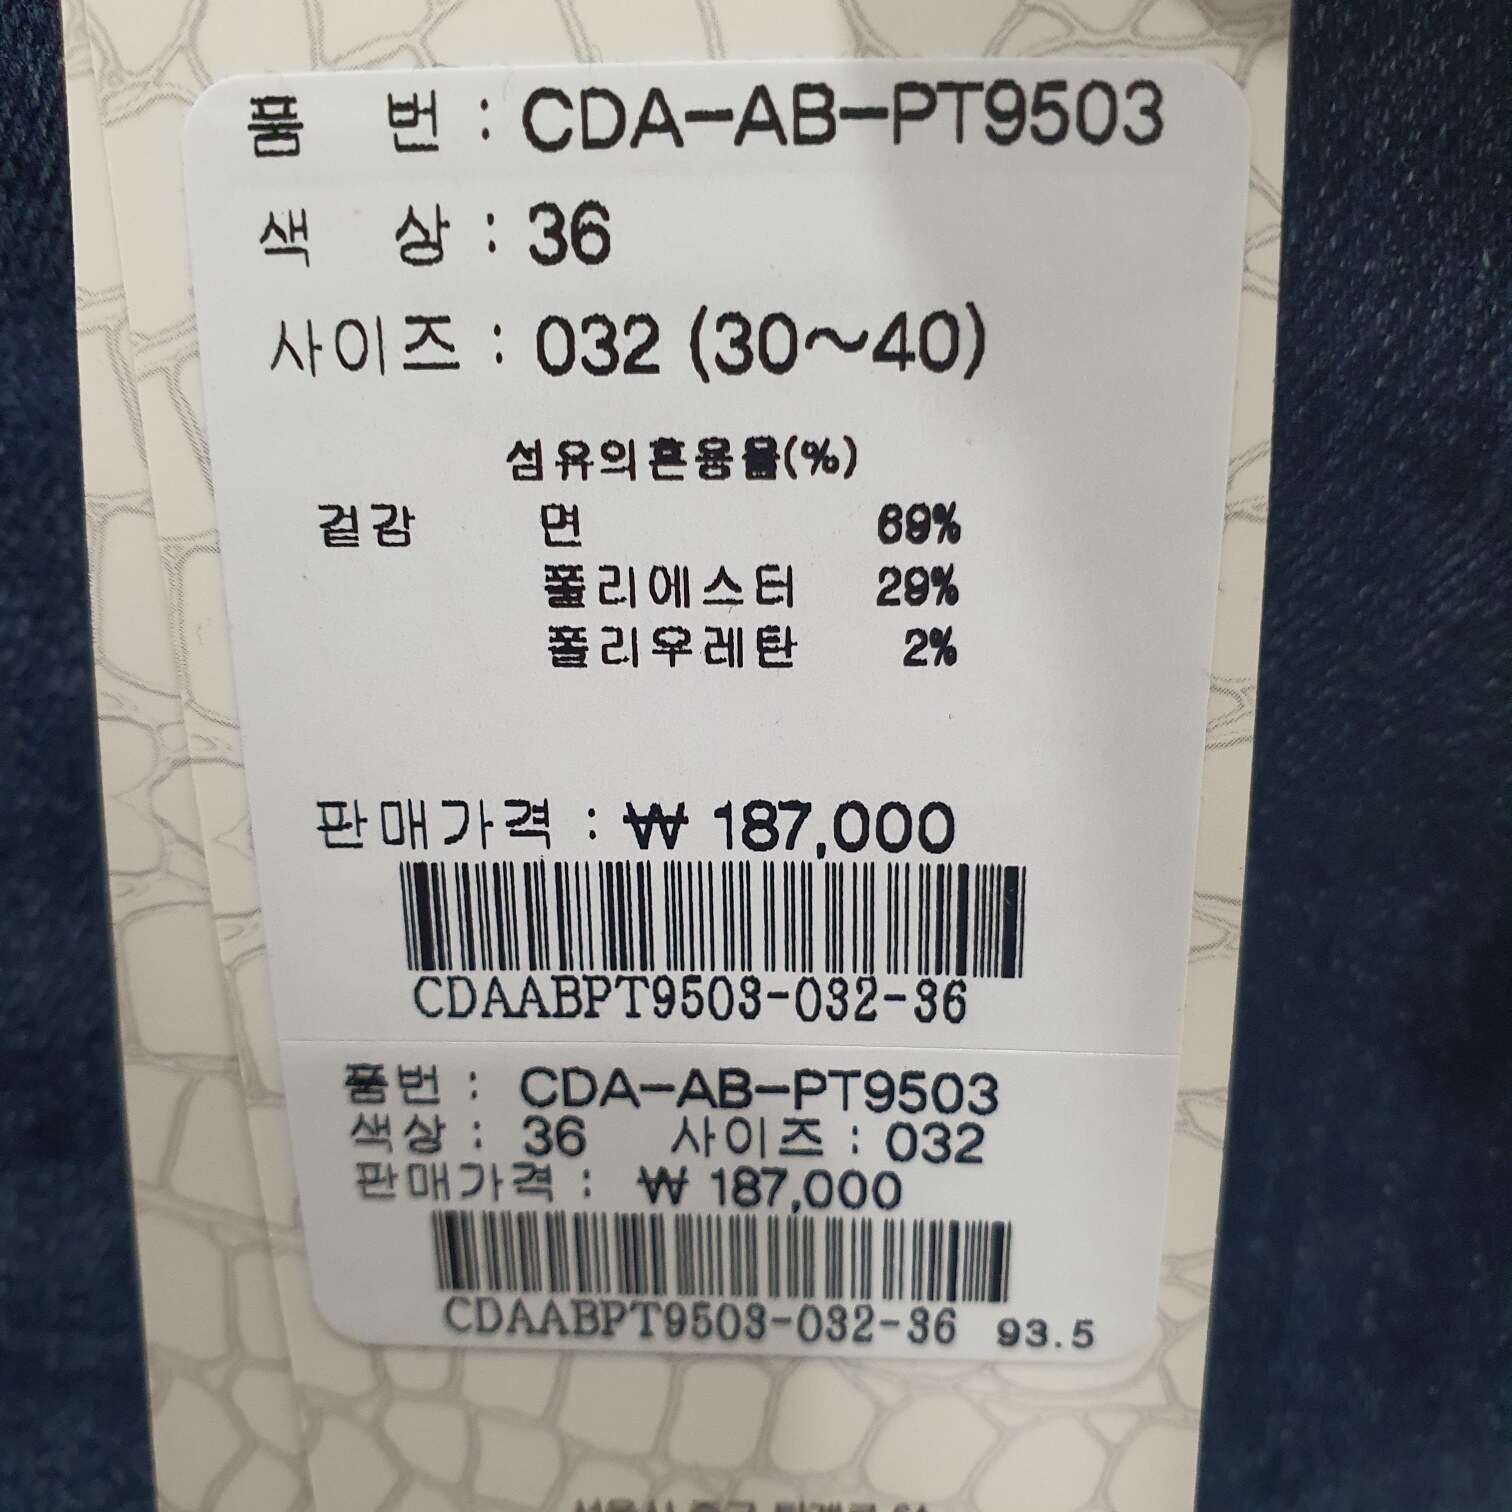 품 번 : CDA-AB-PT9503
색 상 : 36
사이즈 : 032 (30~40)
섬유의혼용율(%)
겉감 면 69%
폴리에스터 29%
폴리우레탄 2%
판매가격 : ₩ 187,000
CDAABPT9503-032-36
품번 : CDA-AB-PT9503
색상 : 36 사이즈 : 032
판매가격 : ₩ 187,000
CDAABPT9503-032-36 93.5